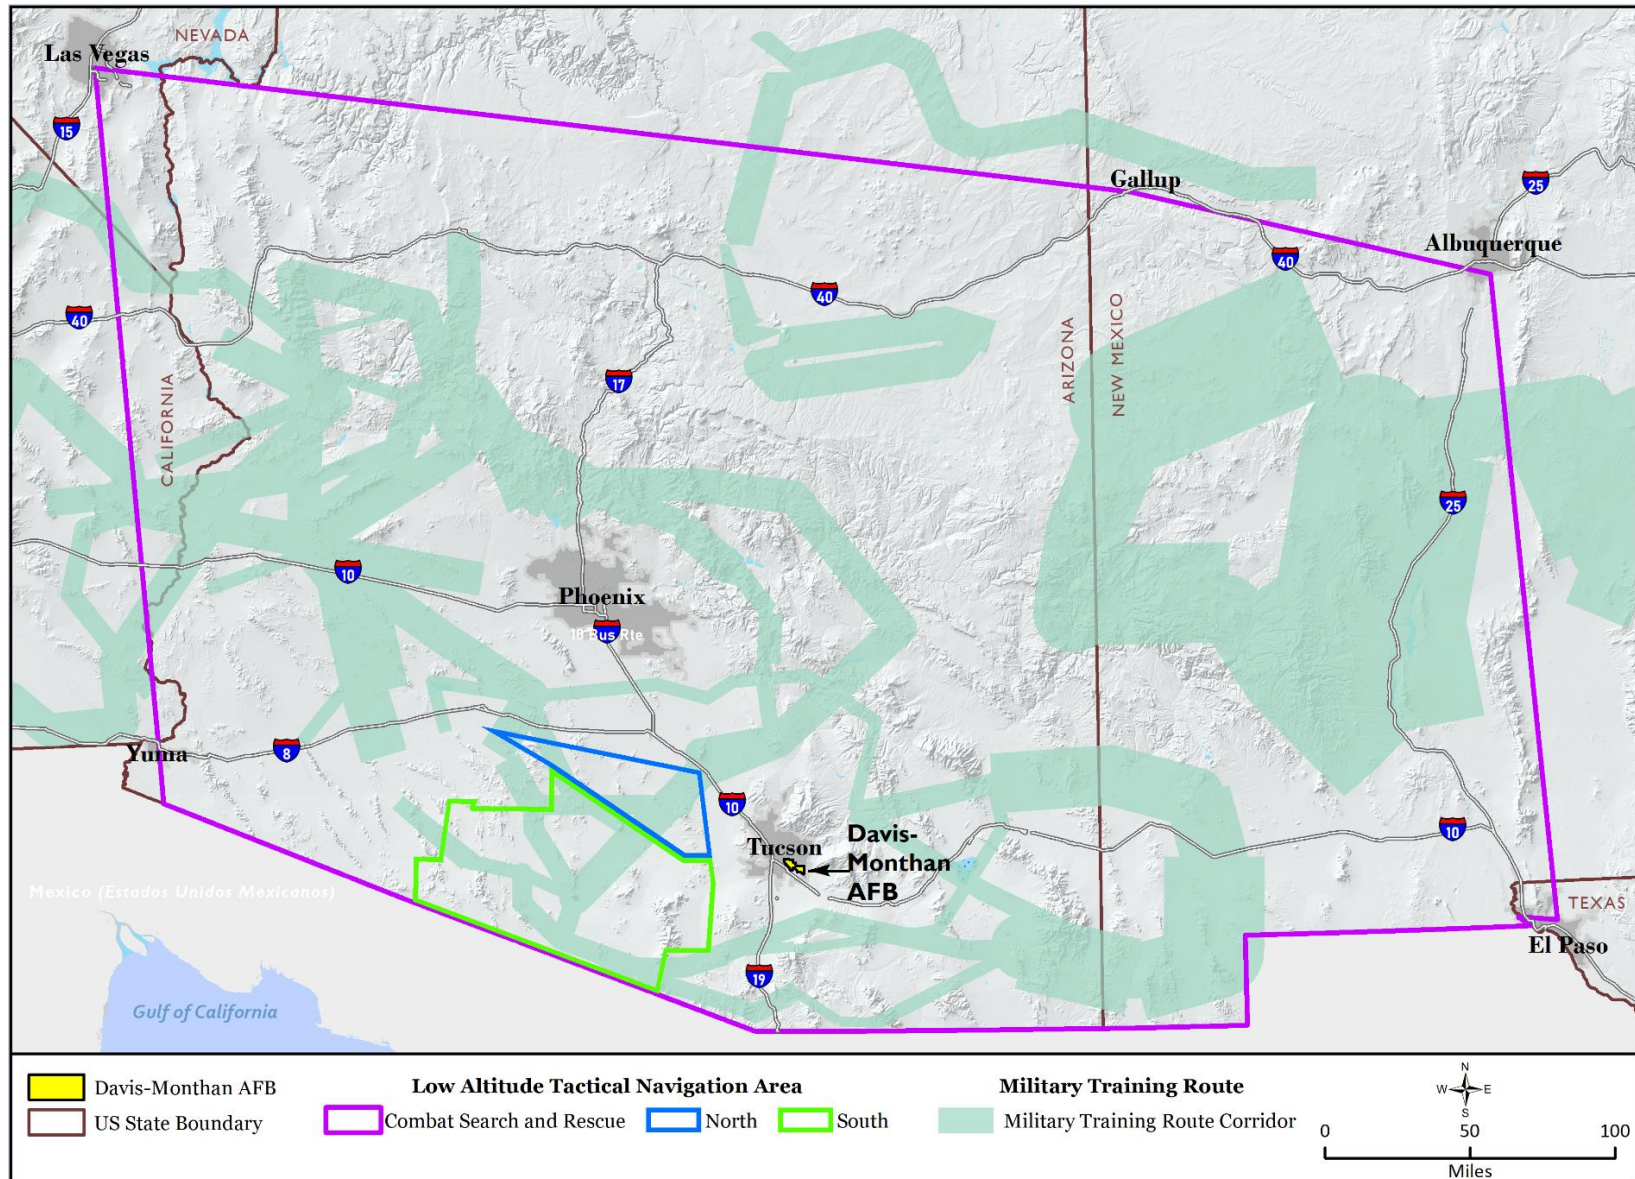 NEVADA
Las Vegas
15
Gallup
25
Albuquerque
40
40
40
ARIZONA
NEW MEXICO
CALIFORNIA
17
25
10
Phoenix
18 Bus Rte
Yuma
8
10
Tucson
Davis-
Monthan
AFB
10
Mexico (Estados Unidos Mexicanos)
TEXAS
El Paso
19
Gulf of California
Davis-Monthan AFB
US State Boundary
Low Altitude Tactical Navigation Area
Combat Search and Rescue
North
South
Military Training Route
Military Training Route Corridor
N
W
E
S
0
50
100
Miles